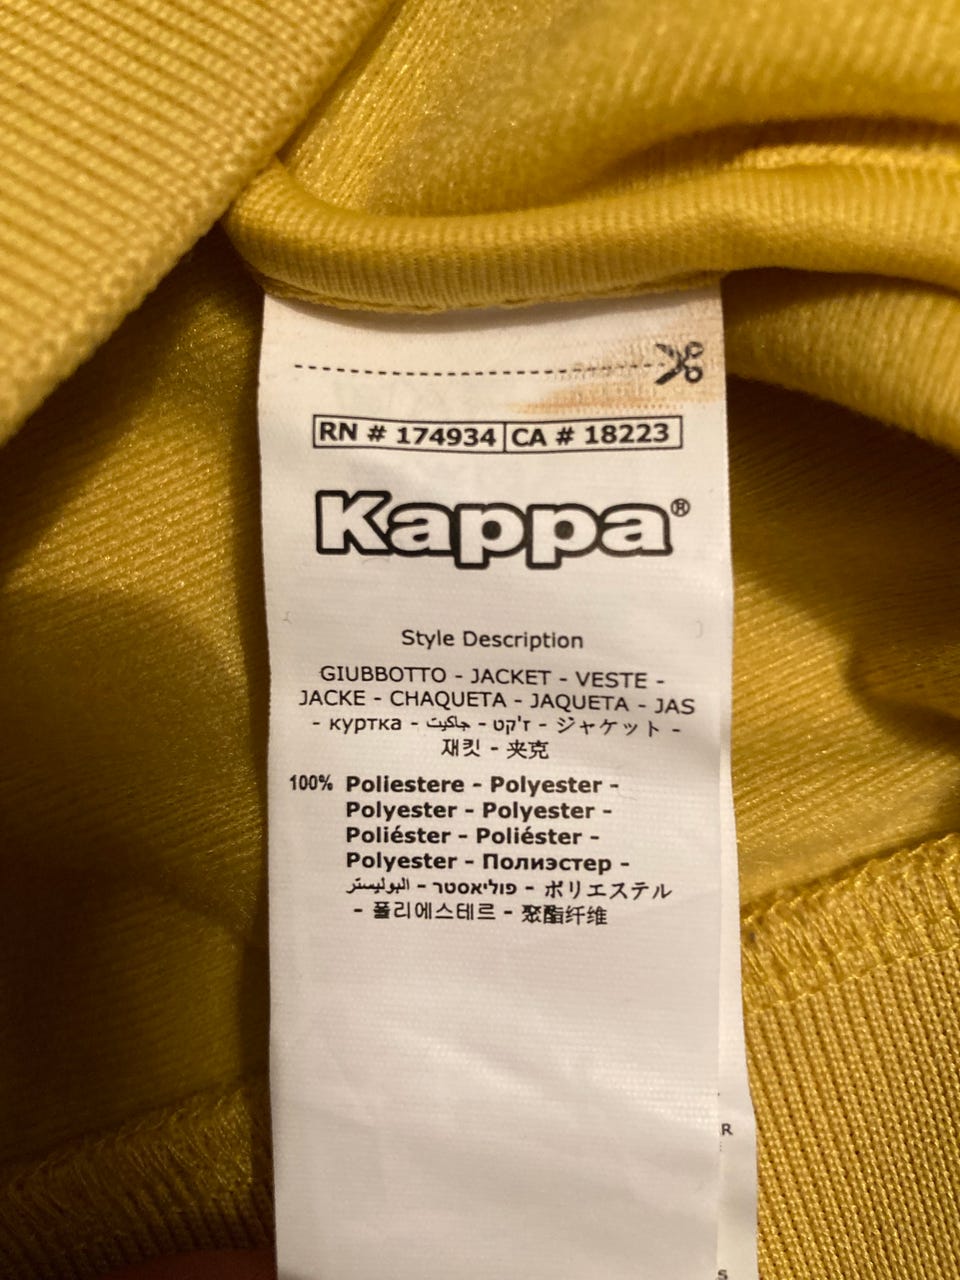 RN # 174934 CA # 18223
Kappa®
Style Description
GIUBBOTTO - JACKET - VESTE -
JACKE - CHAQUETA - JAQUETA - JAS
- куртка - جاكيت - ז'קט - ジャケット -
재킷 - 夹克
100% Poliestere - Polyester -
Polyester - Polyester -
Poliéster - Poliéster -
Polyester - Полиэстер -
البوليستر - פוליאסטר - ポリエステル
- 폴리에스테르 - 聚酯纤维
R
S